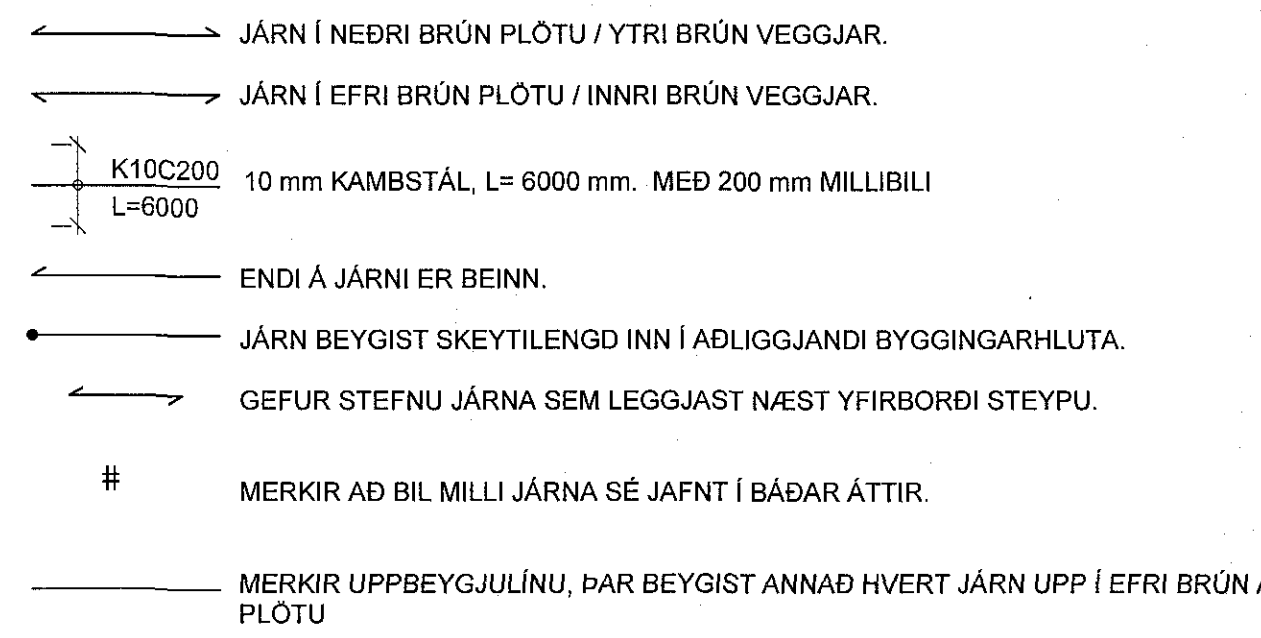 JÁRN Í NEÐRI BRÚN PLÖTU / YTRI BRÚN VEGGJAR.
JÁRN Í EFRI BRÚN PLÖTU / INNRI BRÚN VEGGJAR.
K10C200
L=6000
10 mm KAMBSTÁL, L= 6000 mm. MEÐ 200 mm MILLIBILI
ENDI Á JÁRNI ER BEINN.
JÁRN BEYGIST SKEYTILENGD INN Í AÐLIGGJANDI BYGGINGARHLUTA.
GEFUR STEFNU JÁRNA SEM LEGGJAST NÆST YFIRBORÐI STEYPU.
#
MERKIR AÐ BIL MILLI JÁRNA SÉ JAFNT Í BÁÐAR ÁTTIR.
MERKIR UPPBEYGJULÍNU, ÞAR BEYGIST ANNAÐ HVERT JÁRN UPP Í EFRI BRÚN
PLÖTU